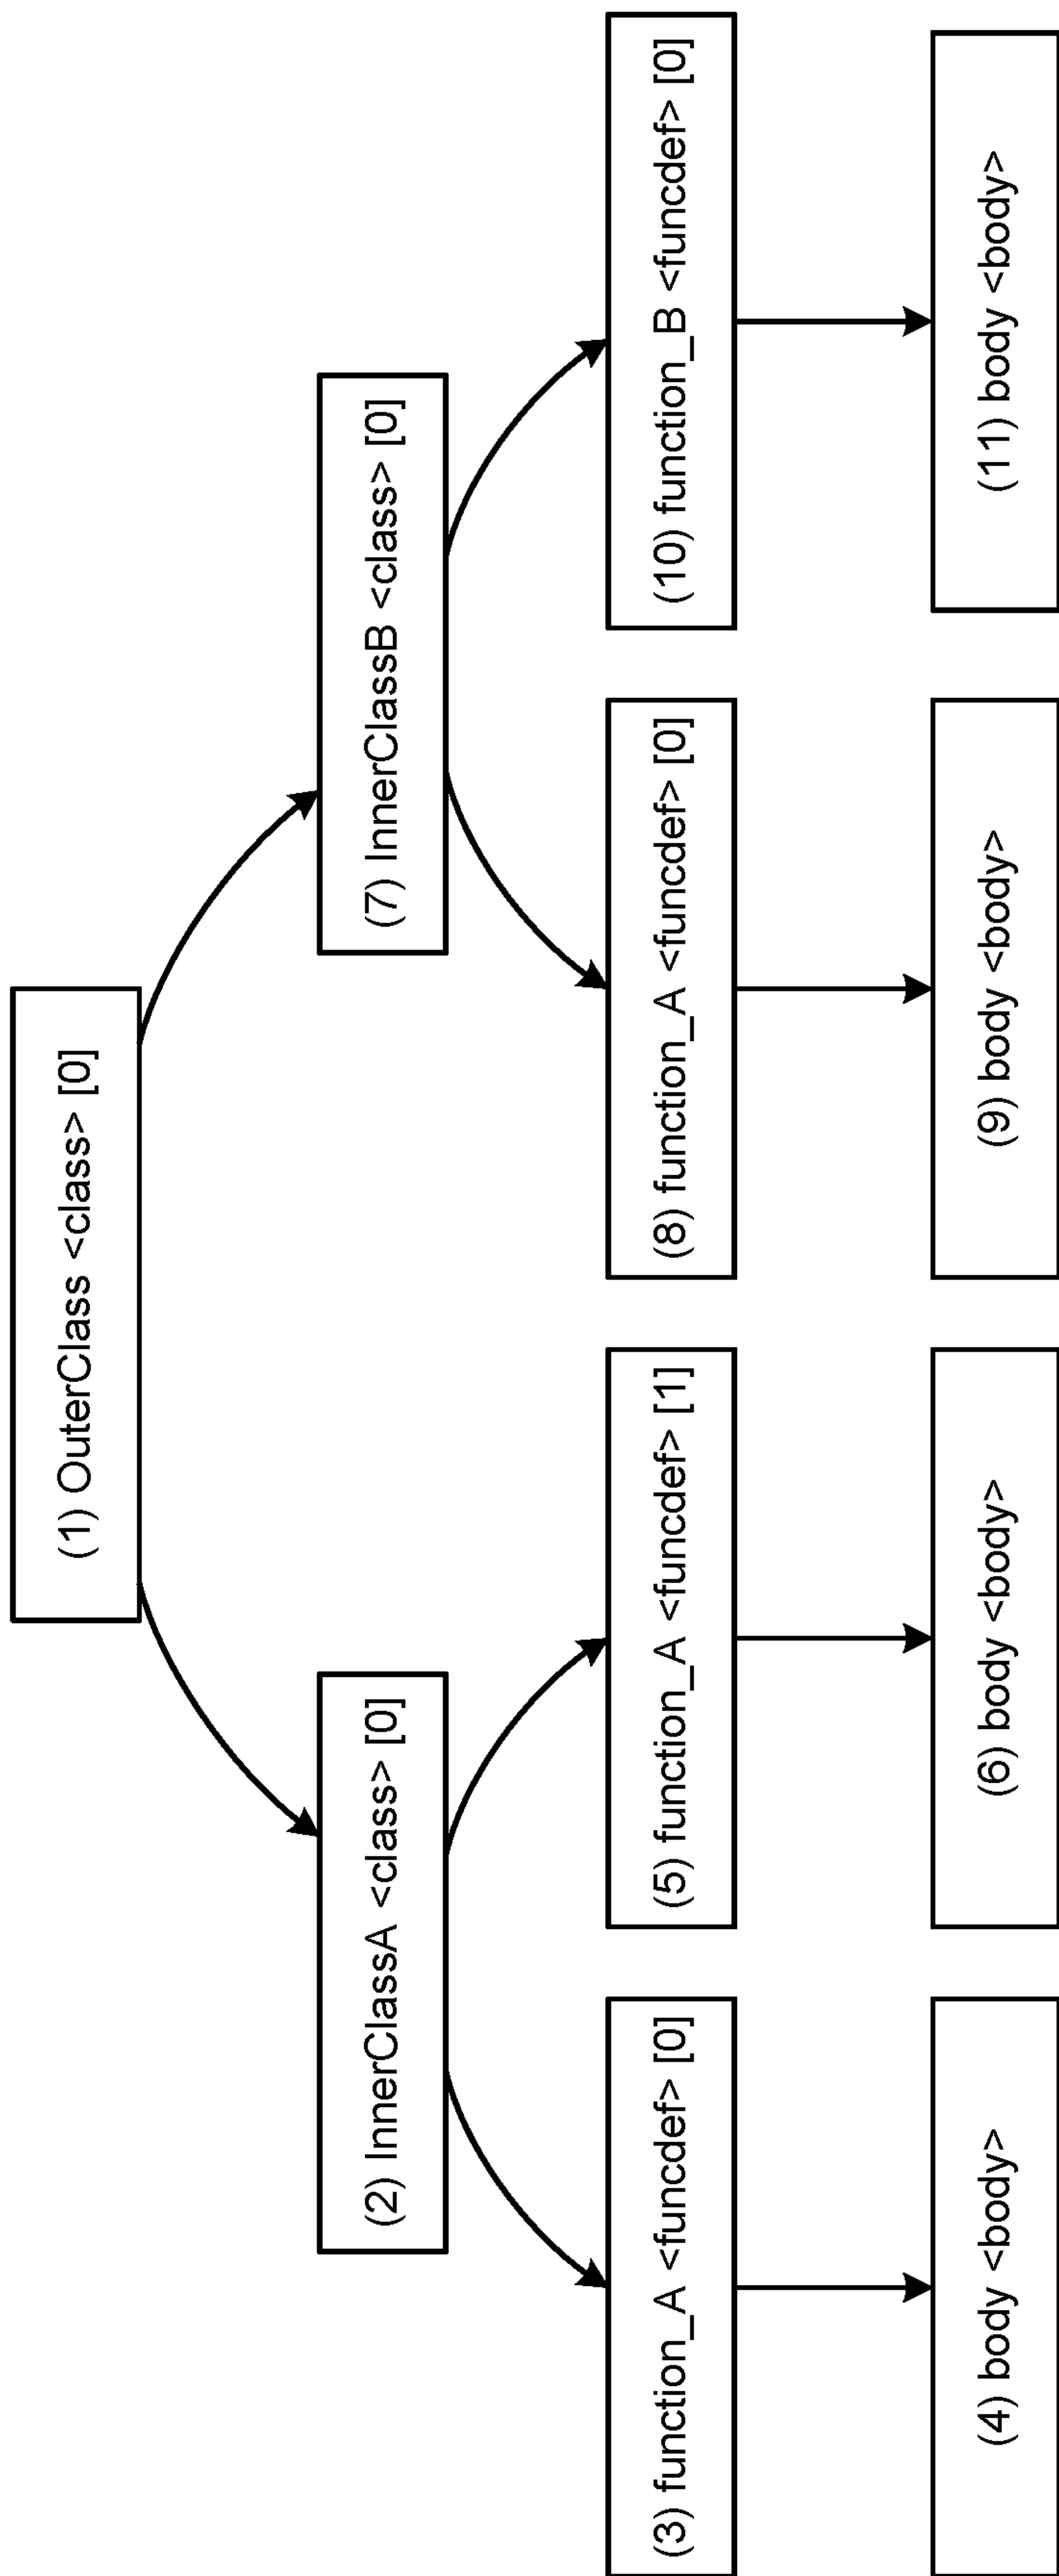 (1) OuterClass <class> [0]
(2) InnerClassA <class> [0]
(7) InnerClassB <class> [0]
(3) function_A <funcdef> [0]
(5) function_A <funcdef> [1]
(8) function_A <funcdef> [0]
(10) function_B <funcdef> [0]
(4) body <body>
(6) body <body>
(9) body <body>
(11) body <body>